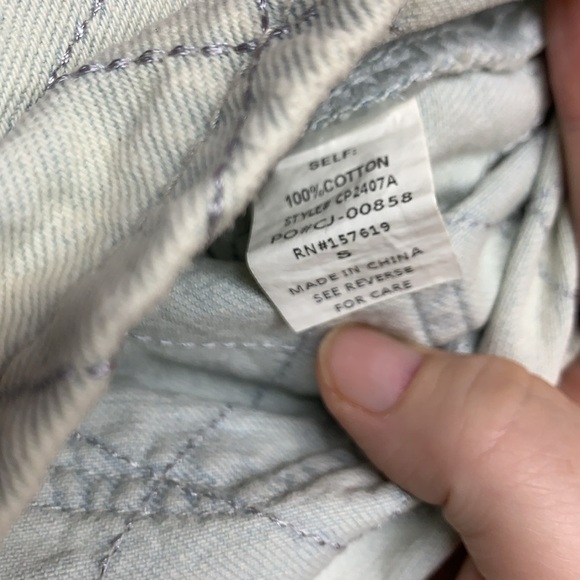 SELF:
100%COTTON
STYLE# CP2407A
PO#CJ-00858
RN#157619
S
MADE IN CHINA
SEE REVERSE
FOR CARE